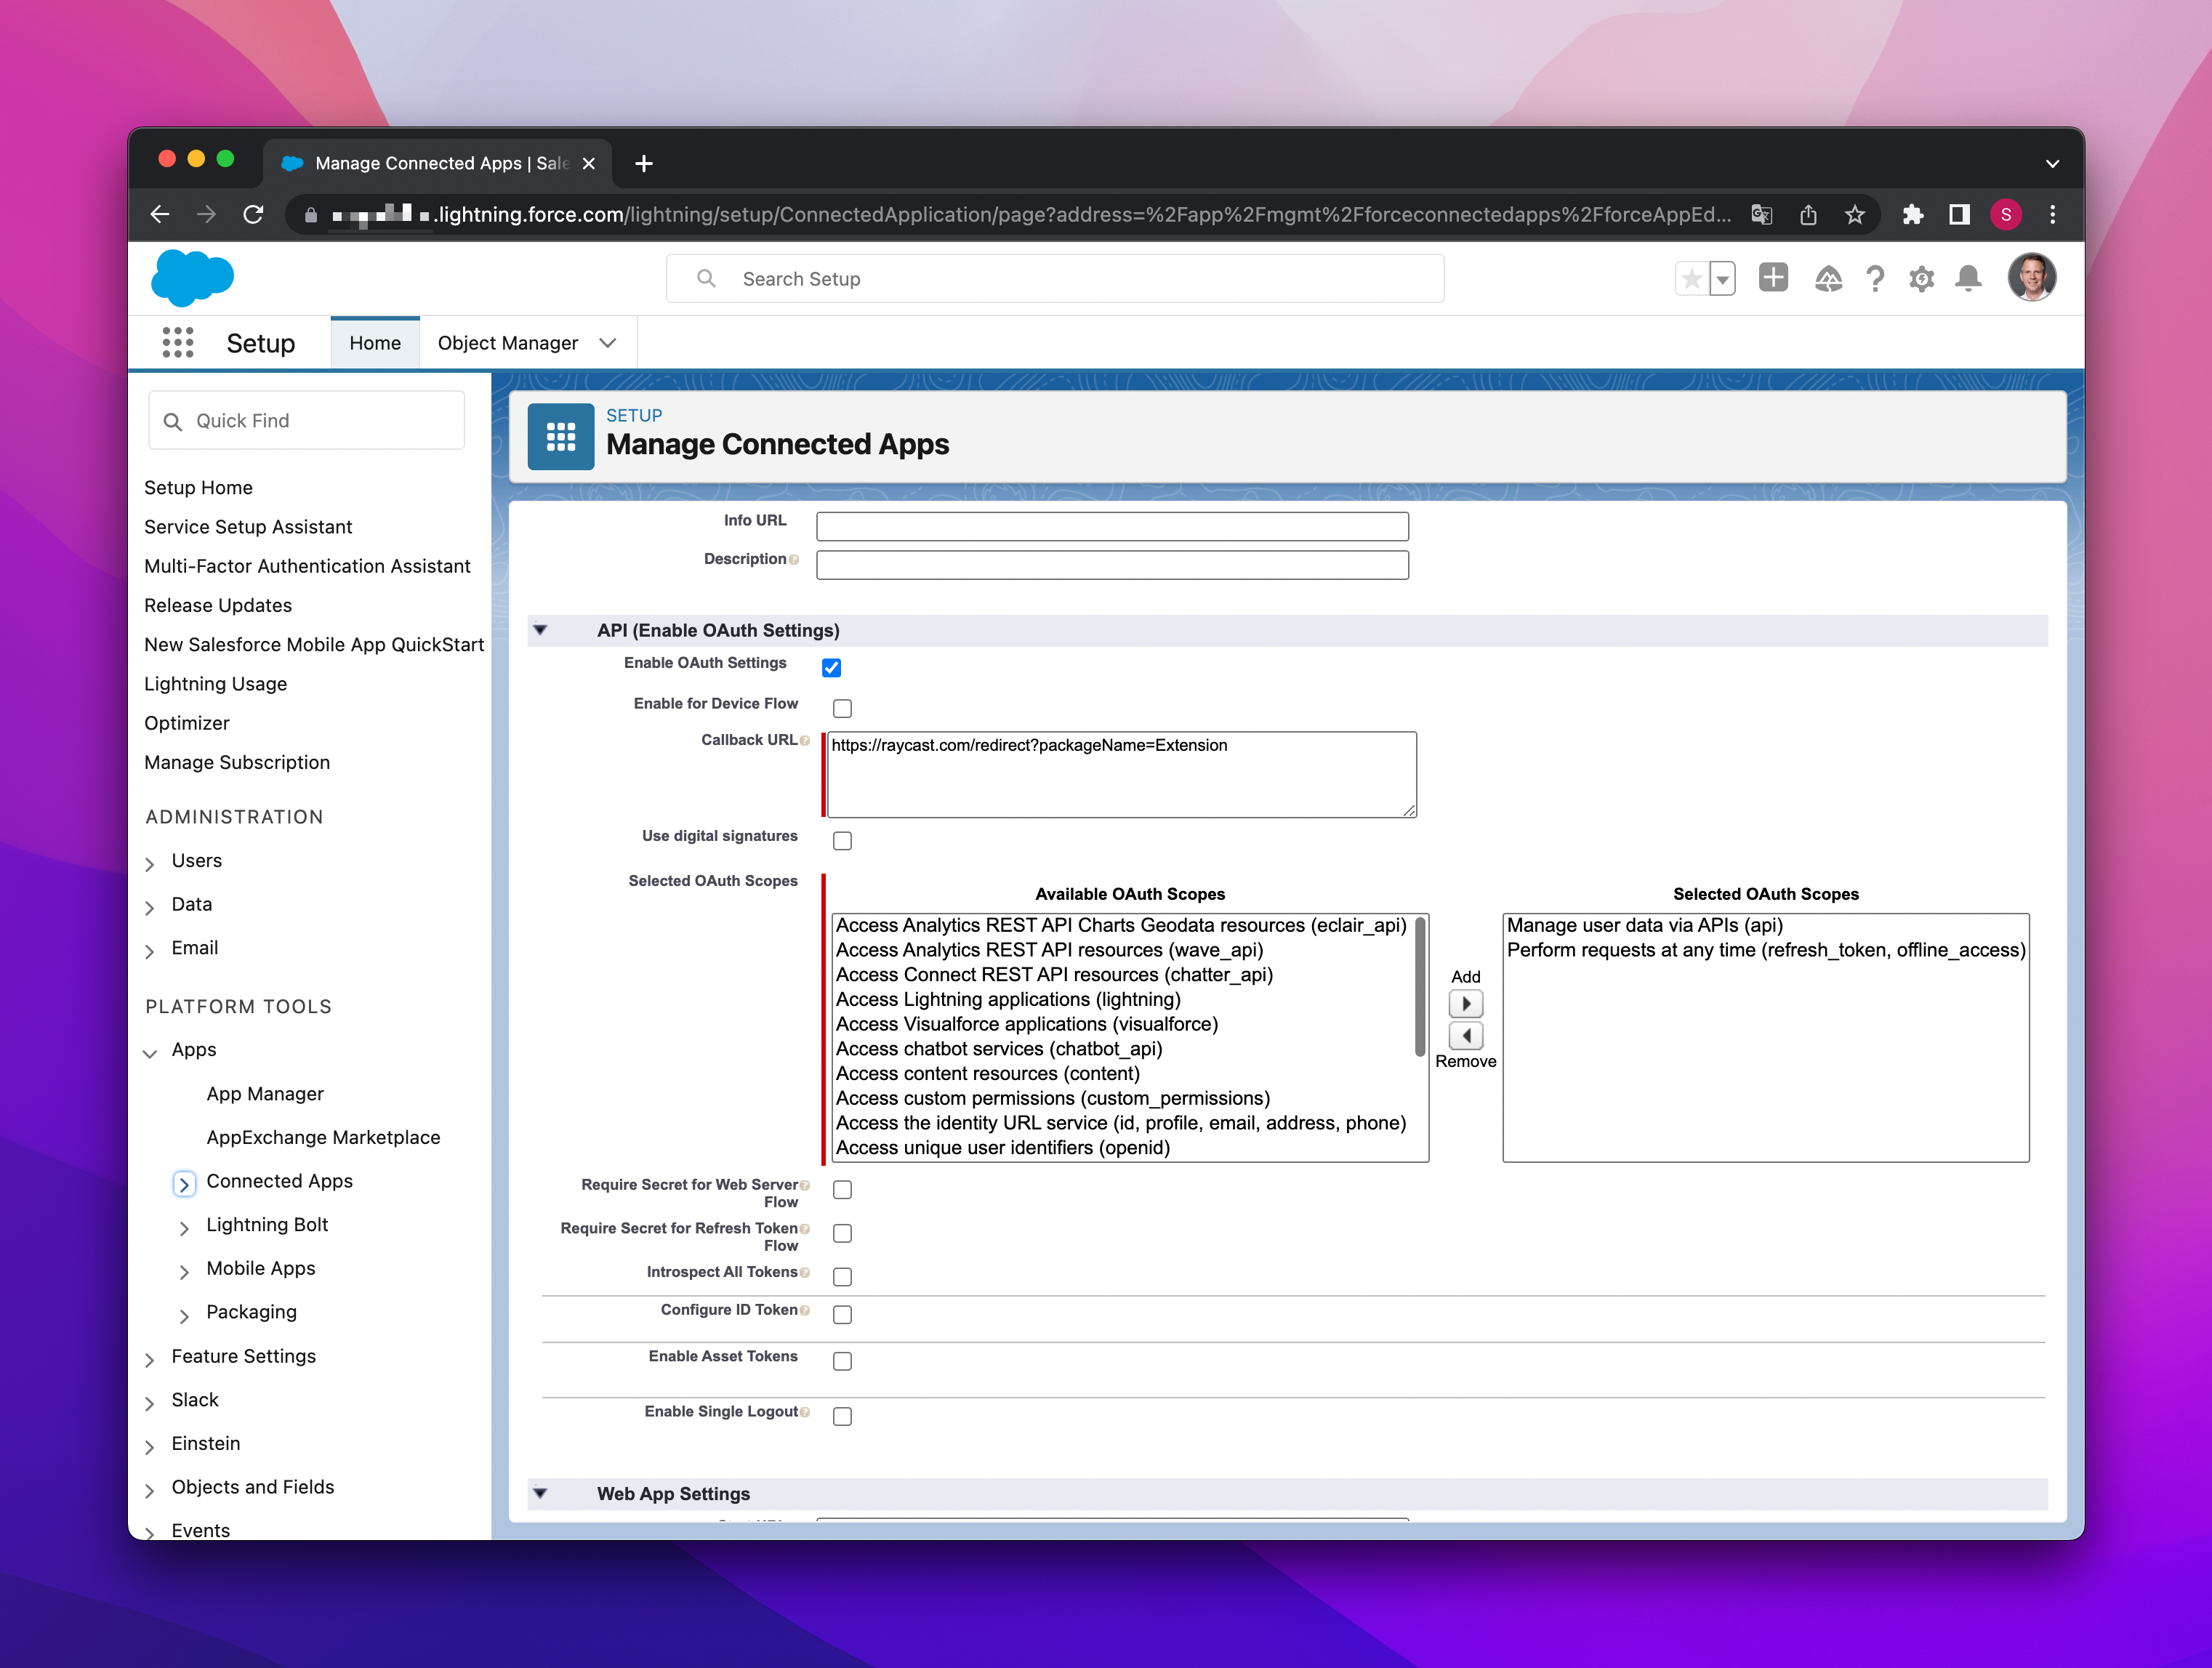 Manage Connected Apps | Sale
.lightning.force.com/lightning/setup/ConnectedApplication/page?address=%2Fapp%2Fmgmt%2Fforceconnectedapps%2FforceAppEd...
S
Search Setup
Setup
Home
Object Manager
Quick Find
Setup Home
Service Setup Assistant
Multi-Factor Authentication Assistant
Release Updates
New Salesforce Mobile App QuickStart
Lightning Usage
Optimizer
Manage Subscription
ADMINISTRATION
Users
Data
Email
PLATFORM TOOLS
Apps
App Manager
AppExchange Marketplace
Connected Apps
Lightning Bolt
Mobile Apps
Packaging
Feature Settings
Slack
Einstein
Objects and Fields
Events
SETUP
Manage Connected Apps
Info URL
Description
API (Enable OAuth Settings)
Enable OAuth Settings
Enable for Device Flow
Callback URL
https://raycast.com/redirect?packageName=Extension
Use digital signatures
Selected OAuth Scopes
Available OAuth Scopes
Access Analytics REST API Charts Geodata resources (eclair_api)
Access Analytics REST API resources (wave_api)
Access Connect REST API resources (chatter_api)
Access Lightning applications (lightning)
Access Visualforce applications (visualforce)
Access chatbot services (chatbot_api)
Access content resources (content)
Access custom permissions (custom_permissions)
Access the identity URL service (id, profile, email, address, phone)
Access unique user identifiers (openid)
Add
Remove
Selected OAuth Scopes
Manage user data via APIs (api)
Perform requests at any time (refresh_token, offline_access)
Require Secret for Web Server
Flow
Require Secret for Refresh Token
Flow
Introspect All Tokens
Configure ID Token
Enable Asset Tokens
Enable Single Logout
Web App Settings